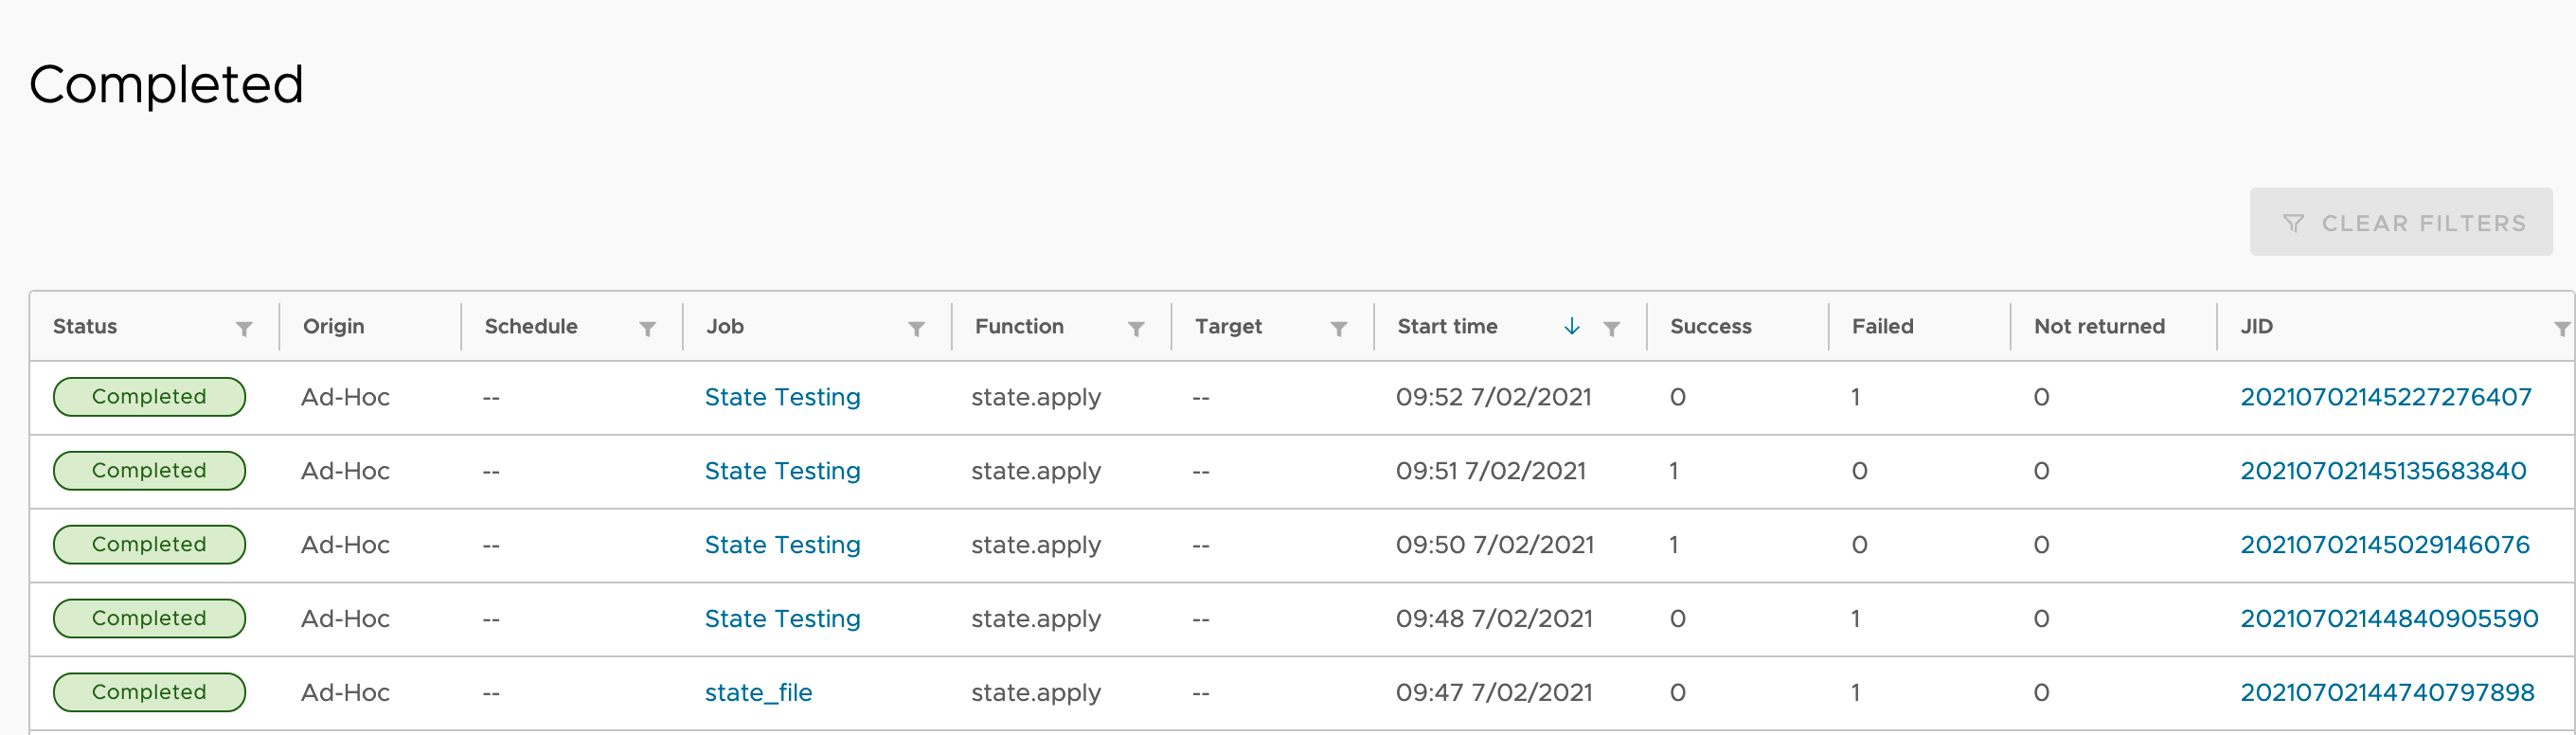 Completed
CLEAR FILTERS
Status Origin Schedule Job Function Target Start time Success Failed Not returned JID
Completed Ad-Hoc -- State Testing state.apply -- 09:52 7/02/2021 0 1 0 20210702145227276407
Completed Ad-Hoc -- State Testing state.apply -- 09:51 7/02/2021 1 0 0 20210702145135683840
Completed Ad-Hoc -- State Testing state.apply -- 09:50 7/02/2021 1 0 0 20210702145029146076
Completed Ad-Hoc -- State Testing state.apply -- 09:48 7/02/2021 0 1 0 20210702144840905590
Completed Ad-Hoc -- state_file state.apply -- 09:47 7/02/2021 0 1 0 20210702144740797898